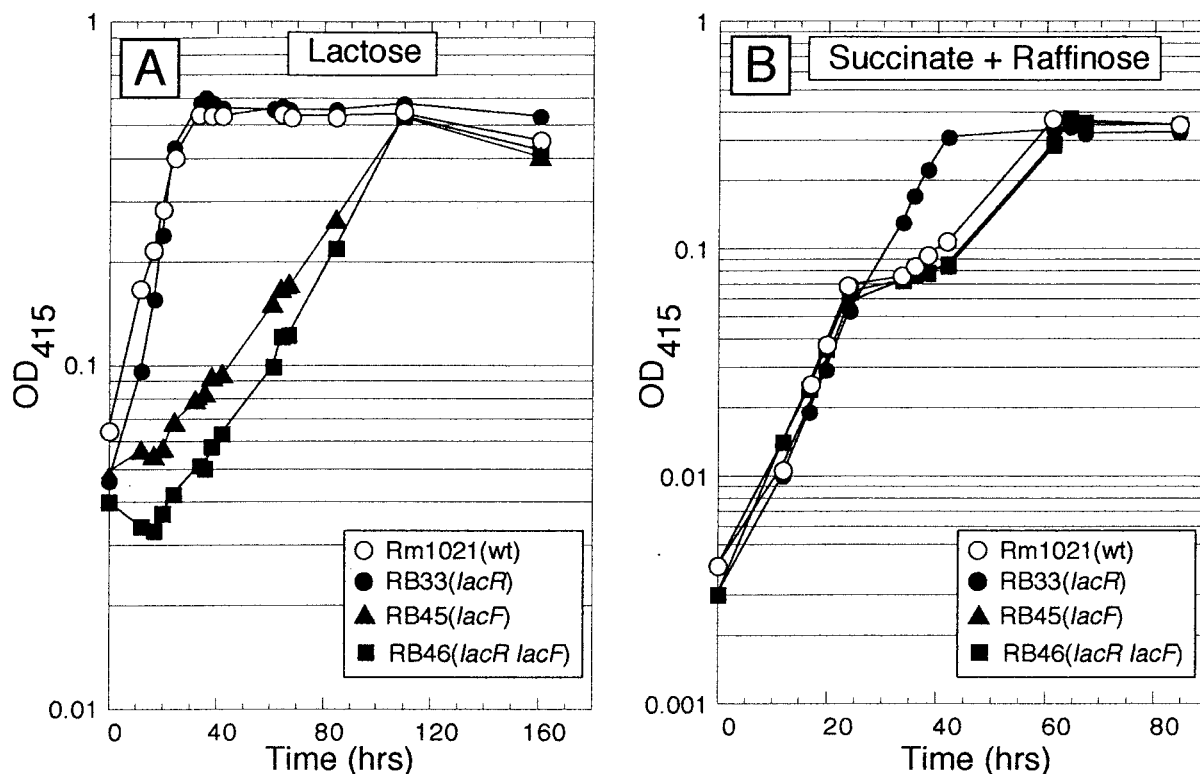 A
Lactose
1
0.1
0.01
OD415
0
40
80
120
160
Time (hrs)
Rm1021(wt)
RB33(lacR)
RB45(lacF)
RB46(lacR lacF)
B
Succinate + Raffinose
1
0.1
0.01
0.001
OD415
0
20
40
60
80
Time (hrs)
Rm1021(wt)
RB33(lacR)
RB45(lacF)
RB46(lacR lacF)